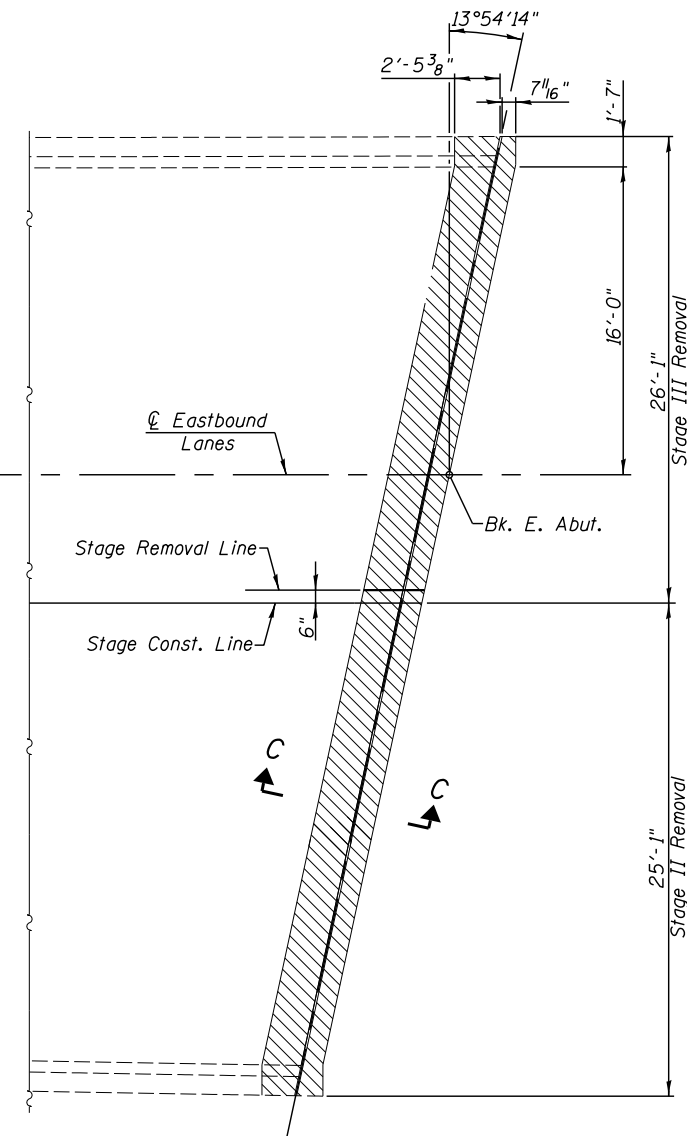 13°54'14"
2'-5 3/8"
7 11/16"
1'-7"
16'-0"
26'-1"
Stage III Removal
℄ Eastbound
Lanes
Bk. E. Abut.
Stage Removal Line
6"
Stage Const. Line
C
C
25'-1"
Stage II Removal